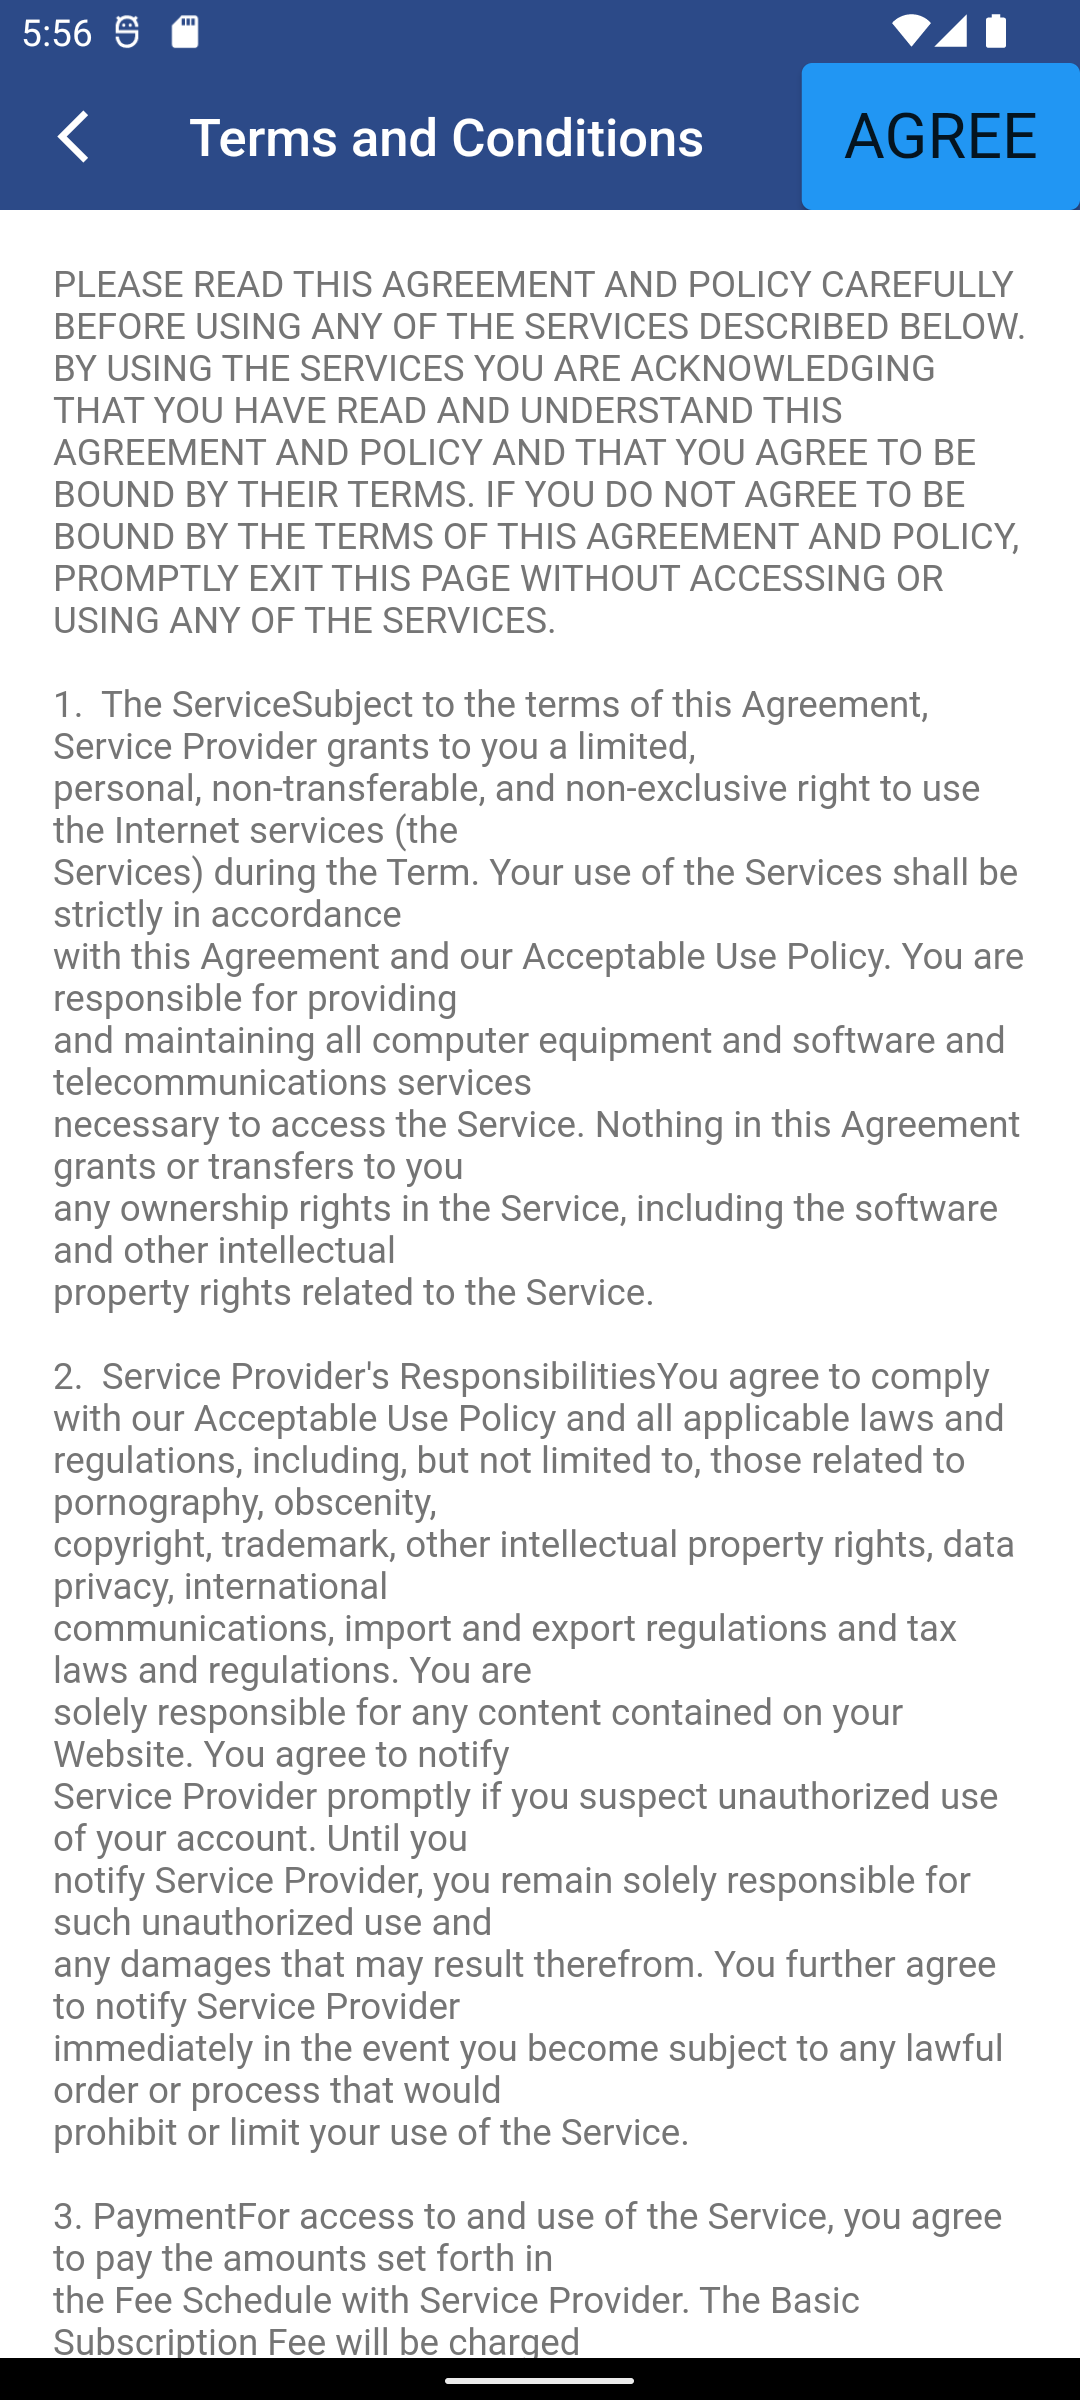 5:56
Terms and Conditions
AGREE
PLEASE READ THIS AGREEMENT AND POLICY CAREFULLY
BEFORE USING ANY OF THE SERVICES DESCRIBED BELOW.
BY USING THE SERVICES YOU ARE ACKNOWLEDGING
THAT YOU HAVE READ AND UNDERSTAND THIS
AGREEMENT AND POLICY AND THAT YOU AGREE TO BE
BOUND BY THEIR TERMS. IF YOU DO NOT AGREE TO BE
BOUND BY THE TERMS OF THIS AGREEMENT AND POLICY,
PROMPTLY EXIT THIS PAGE WITHOUT ACCESSING OR
USING ANY OF THE SERVICES.
1.  The ServiceSubject to the terms of this Agreement,
Service Provider grants to you a limited,
personal, non-transferable, and non-exclusive right to use
the Internet services (the
Services) during the Term. Your use of the Services shall be
strictly in accordance
with this Agreement and our Acceptable Use Policy. You are
responsible for providing
and maintaining all computer equipment and software and
telecommunications services
necessary to access the Service. Nothing in this Agreement
grants or transfers to you
any ownership rights in the Service, including the software
and other intellectual
property rights related to the Service.
2.  Service Provider's ResponsibilitiesYou agree to comply
with our Acceptable Use Policy and all applicable laws and
regulations, including, but not limited to, those related to
pornography, obscenity,
copyright, trademark, other intellectual property rights, data
privacy, international
communications, import and export regulations and tax
laws and regulations. You are
solely responsible for any content contained on your
Website. You agree to notify
Service Provider promptly if you suspect unauthorized use
of your account. Until you
notify Service Provider, you remain solely responsible for
such unauthorized use and
any damages that may result therefrom. You further agree
to notify Service Provider
immediately in the event you become subject to any lawful
order or process that would
prohibit or limit your use of the Service.
3. PaymentFor access to and use of the Service, you agree
to pay the amounts set forth in
the Fee Schedule with Service Provider. The Basic
Subscription Fee will be charged